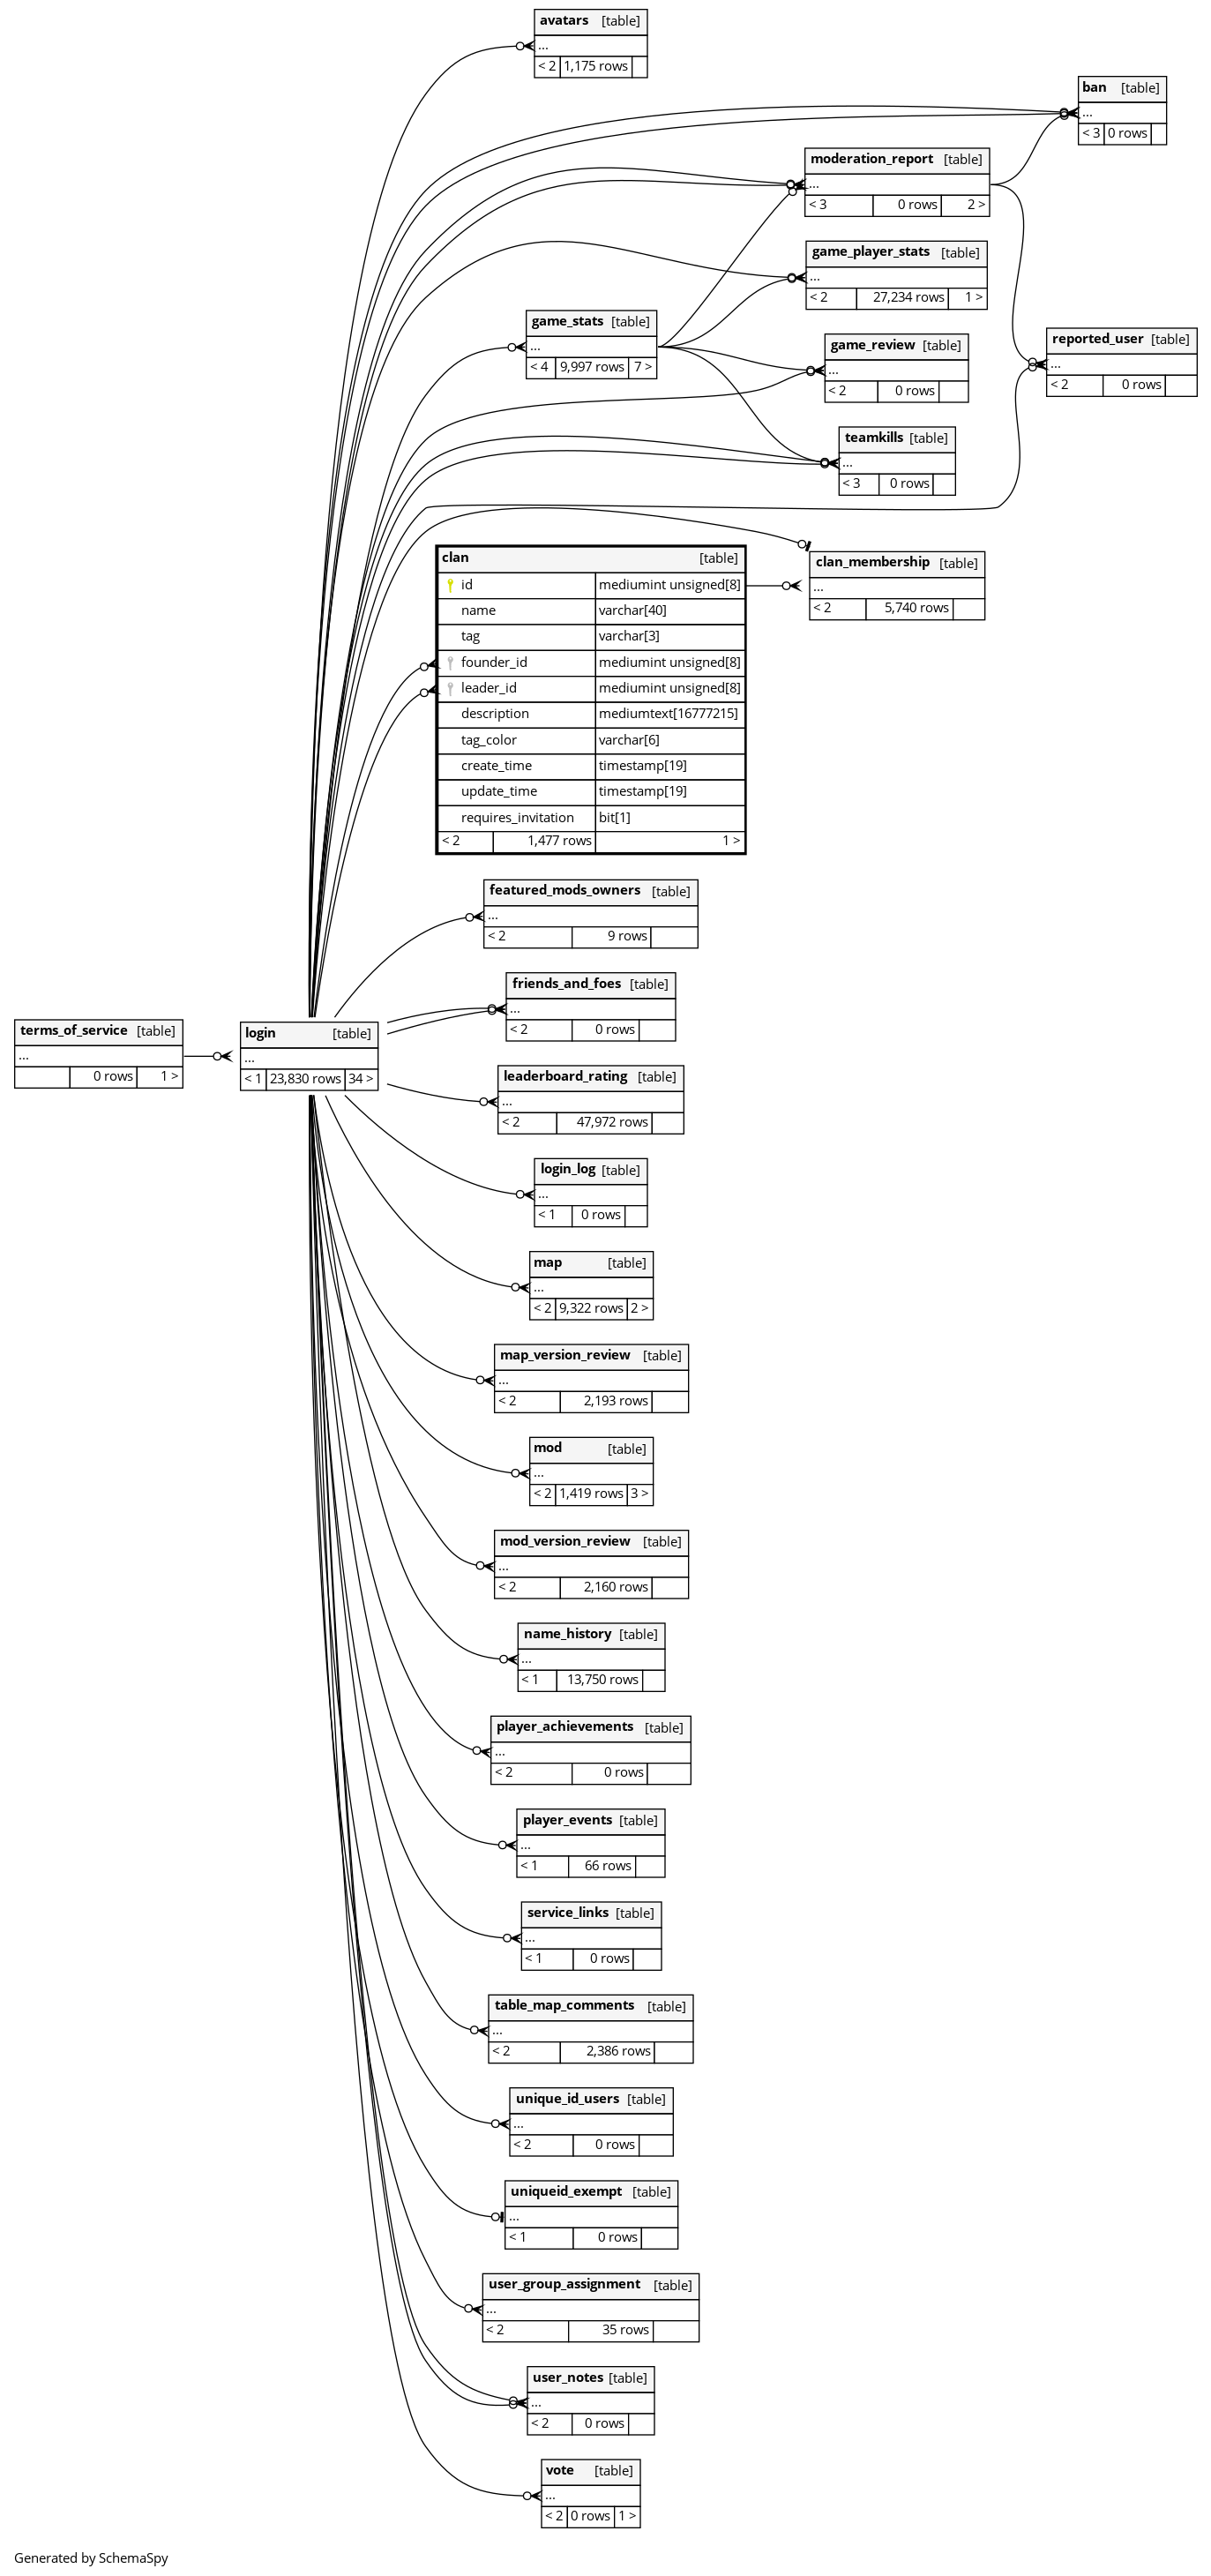 avatars [table]
...
< 2 1,175 rows
ban [table]
...
< 3 0 rows
moderation_report [table]
...
< 3 0 rows 2 >
game_player_stats [table]
...
< 2 27,234 rows 1 >
game_stats [table]
...
< 4 9,997 rows 7 >
game_review [table]
...
< 2 0 rows
reported_user [table]
...
< 2 0 rows
teamkills [table]
...
< 3 0 rows
clan [table]
id mediumint unsigned[8]
name varchar[40]
tag varchar[3]
founder_id mediumint unsigned[8]
leader_id mediumint unsigned[8]
description mediumtext[16777215]
tag_color varchar[6]
create_time timestamp[19]
update_time timestamp[19]
requires_invitation bit[1]
< 2 1,477 rows 1 >
clan_membership [table]
...
< 2 5,740 rows
featured_mods_owners [table]
...
< 2 9 rows
friends_and_foes [table]
...
< 2 0 rows
terms_of_service [table]
...
0 rows 1 >
login [table]
...
< 1 23,830 rows 34 >
leaderboard_rating [table]
...
< 2 47,972 rows
login_log [table]
...
< 1 0 rows
map [table]
...
< 2 9,322 rows 2 >
map_version_review [table]
...
< 2 2,193 rows
mod [table]
...
< 2 1,419 rows 3 >
mod_version_review [table]
...
< 2 2,160 rows
name_history [table]
...
< 1 13,750 rows
player_achievements [table]
...
< 2 0 rows
player_events [table]
...
< 1 66 rows
service_links [table]
...
< 1 0 rows
table_map_comments [table]
...
< 2 2,386 rows
unique_id_users [table]
...
< 2 0 rows
uniqueid_exempt [table]
...
< 1 0 rows
user_group_assignment [table]
...
< 2 35 rows
user_notes [table]
...
< 2 0 rows
vote [table]
...
< 2 0 rows 1 >
Generated by SchemaSpy